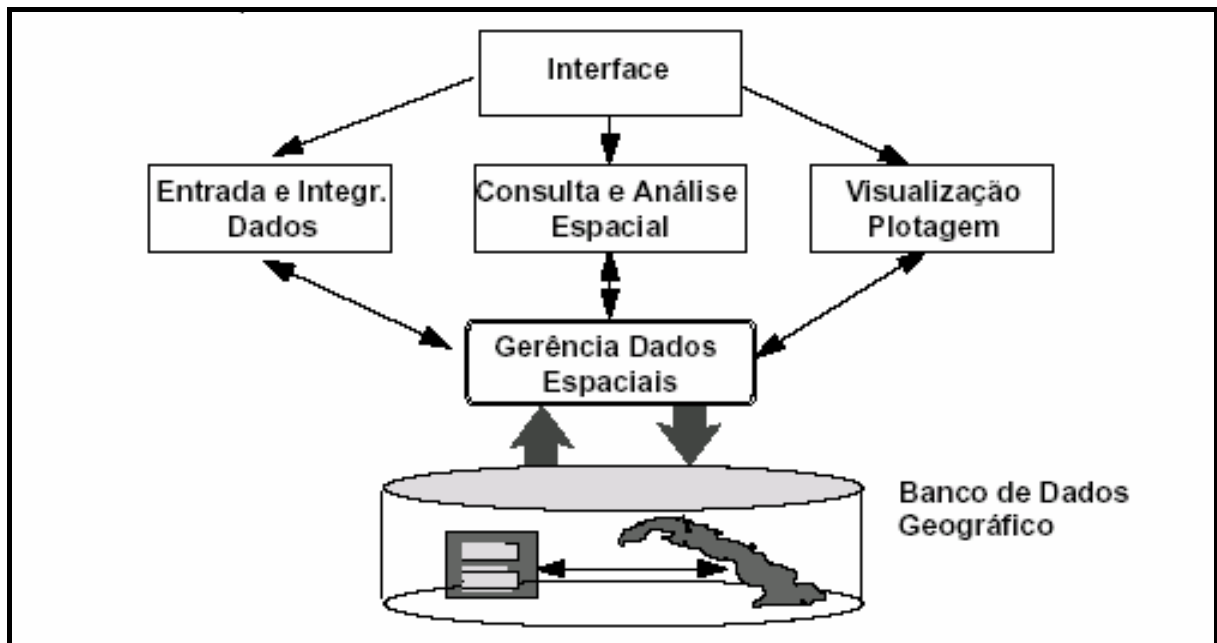 Interface
Entrada e Integr.
Dados
Consulta e Análise
Espacial
Visualização
Plotagem
Gerência Dados
Espaciais
Banco de Dados
Geográfico